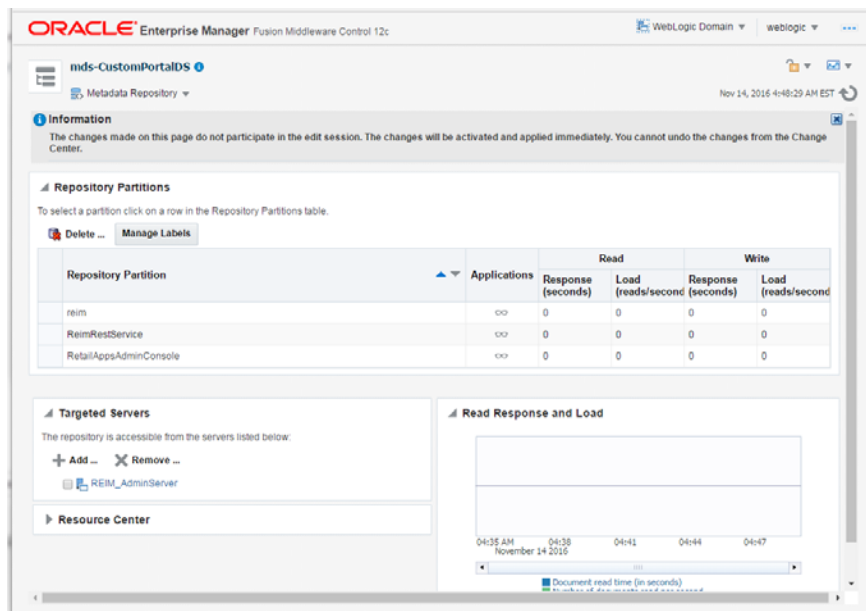 ORACLE Enterprise Manager Fusion Middleware Control 12c
WebLogic Domain weblogic
mds-CustomPortalDS
Metadata Repository
Nov 14, 2016 4:48:29 AM EST
Information
The changes made on this page do not participate in the edit session. The changes will be activated and applied immediately. You cannot undo the changes from the Change
Center.
Repository Partitions
To select a partition click on a row in the Repository Partitions table.
Delete ... Manage Labels
Read Write
Repository Partition Applications Response Load Response Load
(seconds) (reads/second (seconds) (reads/second
reim 0 0 0 0
ReimRestService 0 0 0 0
RetailAppsAdminConsole 0 0 0 0
Targeted Servers
The repository is accessible from the servers listed below:
Add ... Remove ...
REIM_AdminServer
Resource Center
Read Response and Load
04:35 AM 04:38 04:41 04:44 04:47
November 14 2016
Document read time (in seconds)
Number of documents read per second